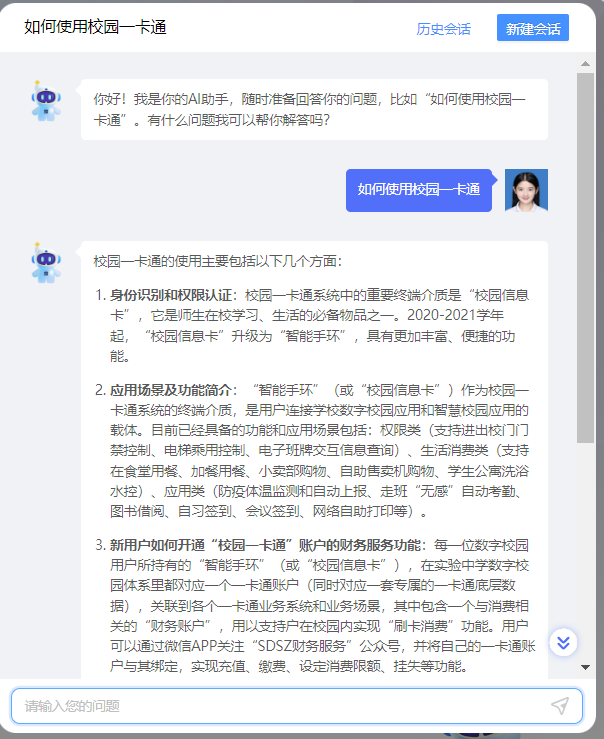 如何使用校园一卡通
历史会话
新建会话
你好！我是你的AI助手，随时准备回答你的问题，比如“如何使用校园一
卡通”。有什么问题我可以帮你解答吗？
如何使用校园一卡通
校园一卡通的使用主要包括以下几个方面：
1. 身份识别和权限认证：校园一卡通系统中的重要终端介质是“校园信息
卡”，它是师生在校学习、生活的必备物品之一。2020-2021学年
起，“校园信息卡”升级为“智能手环”，具有更加丰富、便捷的功
能。
2. 应用场景及功能简介：“智能手环”（或“校园信息卡”）作为校园一
卡通系统的终端介质，是用户连接学校数字校园应用和智慧校园应用的
载体。目前已经具备的功能和应用场景包括：权限类（支持进出校门门
禁控制、电梯乘用控制、电子班牌交互信息查询）、生活消费类（支持
在食堂用餐、加餐用餐、小卖部购物、自助售卖机购物、学生公寓洗浴
水控）、应用类（防疫体温监测和自动上报、走班“无感”自动考勤、
图书借阅、自习签到、会议签到、网络自助打印等）。
3. 新用户如何开通“校园一卡通”账户的财务服务功能：每一位数字校园
用户所持有的“智能手环”（或“校园信息卡”），在实验中学数字校
园体系里都对应一个一卡通账户（同时对应一套专属的一卡通底层数
据），关联到各个一卡通业务系统和业务场景，其中包含一个与消费相
关的“财务账户”，用以支持户在校园内实现“刷卡消费”功能。用户
可以通过微信APP关注“SDSZ财务服务”公众号，并将自己的一卡通账
户与其绑定，实现充值、缴费、设定消费限额、挂失等功能。
请输入您的问题